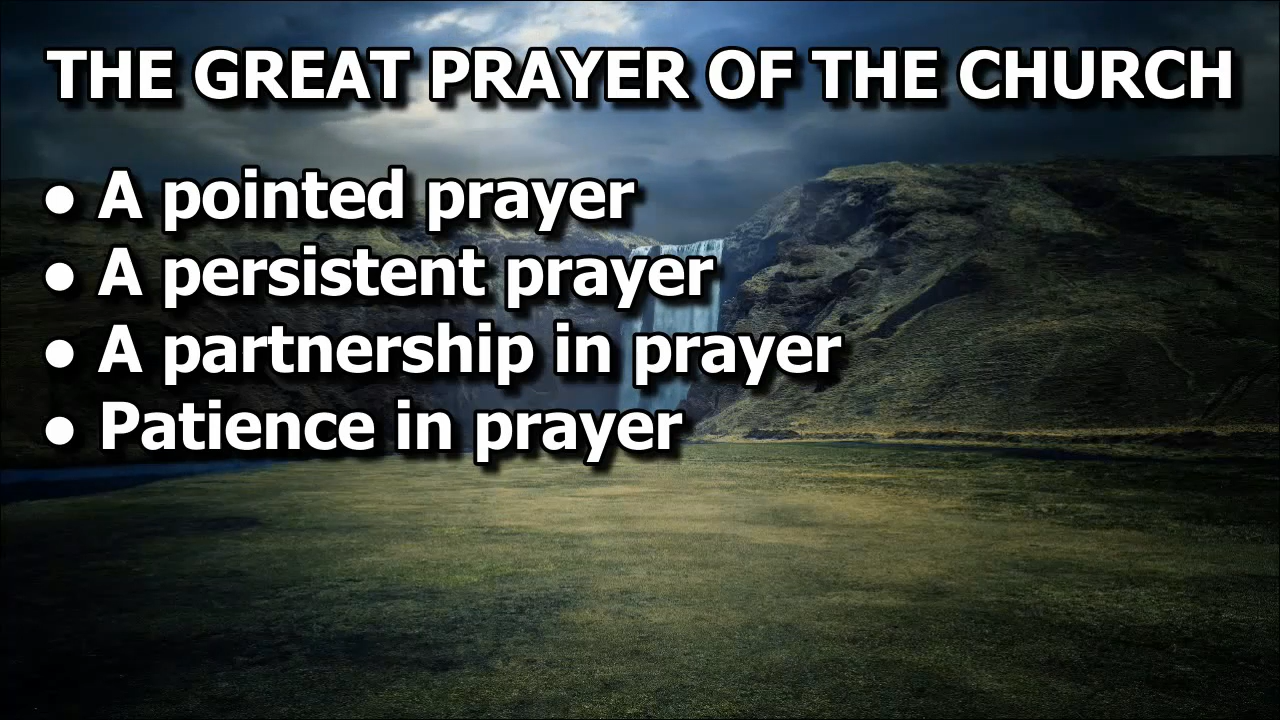 THE GREAT PRAYER OF THE CHURCH
● A pointed prayer
● A persistent prayer
● A partnership in prayer
● Patience in prayer